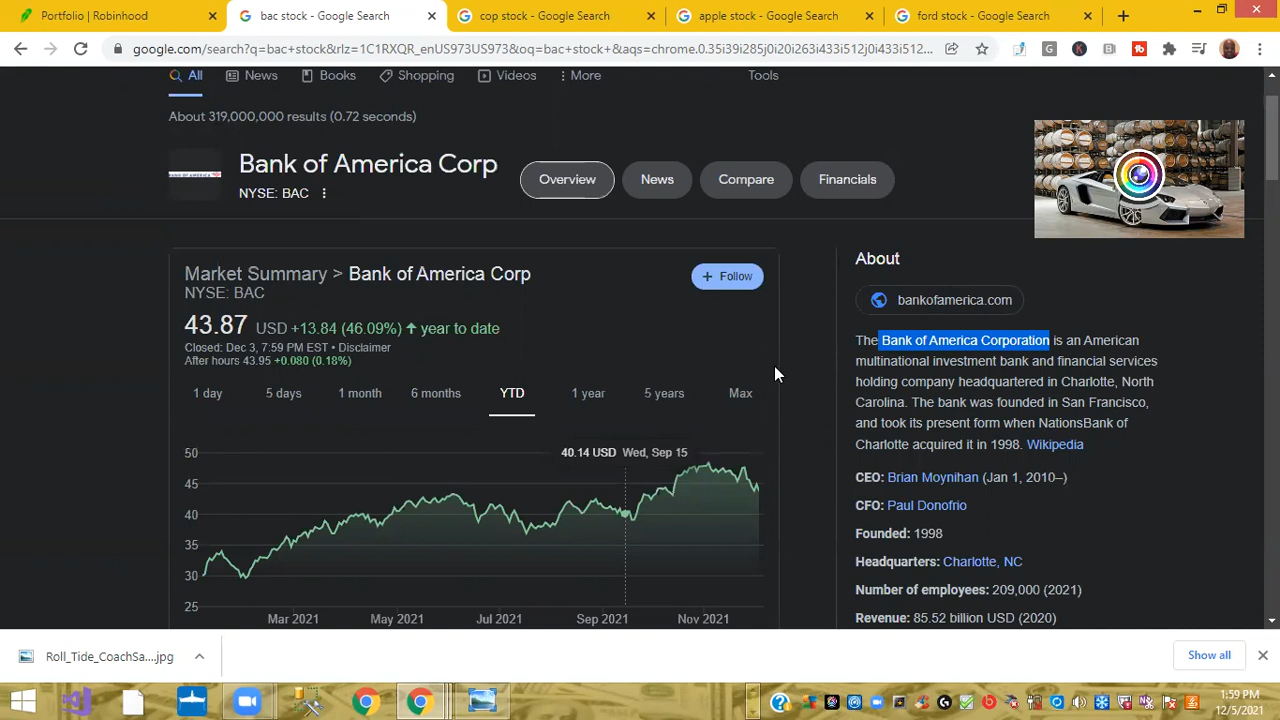 Portfolio | Robinhood
bac stock - Google Search
cop stock - Google Search
apple stock - Google Search
ford stock - Google Search
google.com/search?q=bac+stock&rlz=1C1RXQR_enUS973US973&oq=bac+stock+&aqs=chrome.0.35i39i285j0i20i263i433i512j0i433i512...
All
News
Books
Shopping
Videos
More
Tools
About 319,000,000 results (0.72 seconds)
BANK OF AMERICA
Bank of America Corp
NYSE: BAC
Overview
News
Compare
Financials
Market Summary > Bank of America Corp
NYSE: BAC
+ Follow
43.87 USD +13.84 (46.09%) ↑ year to date
Closed: Dec 3, 7:59 PM EST • Disclaimer
After hours 43.95 +0.080 (0.18%)
1 day
5 days
1 month
6 months
YTD
1 year
5 years
Max
40.14 USD Wed, Sep 15
50
45
40
35
30
25
Mar 2021
May 2021
Jul 2021
Sep 2021
Nov 2021
About
bankofamerica.com
The Bank of America Corporation is an American
multinational investment bank and financial services
holding company headquartered in Charlotte, North
Carolina. The bank was founded in San Francisco,
and took its present form when NationsBank of
Charlotte acquired it in 1998. Wikipedia
CEO: Brian Moynihan (Jan 1, 2010–)
CFO: Paul Donofrio
Founded: 1998
Headquarters: Charlotte, NC
Number of employees: 209,000 (2021)
Revenue: 85.52 billion USD (2020)
Roll_Tide_CoachSa....jpg
Show all
1:59 PM
12/5/2021